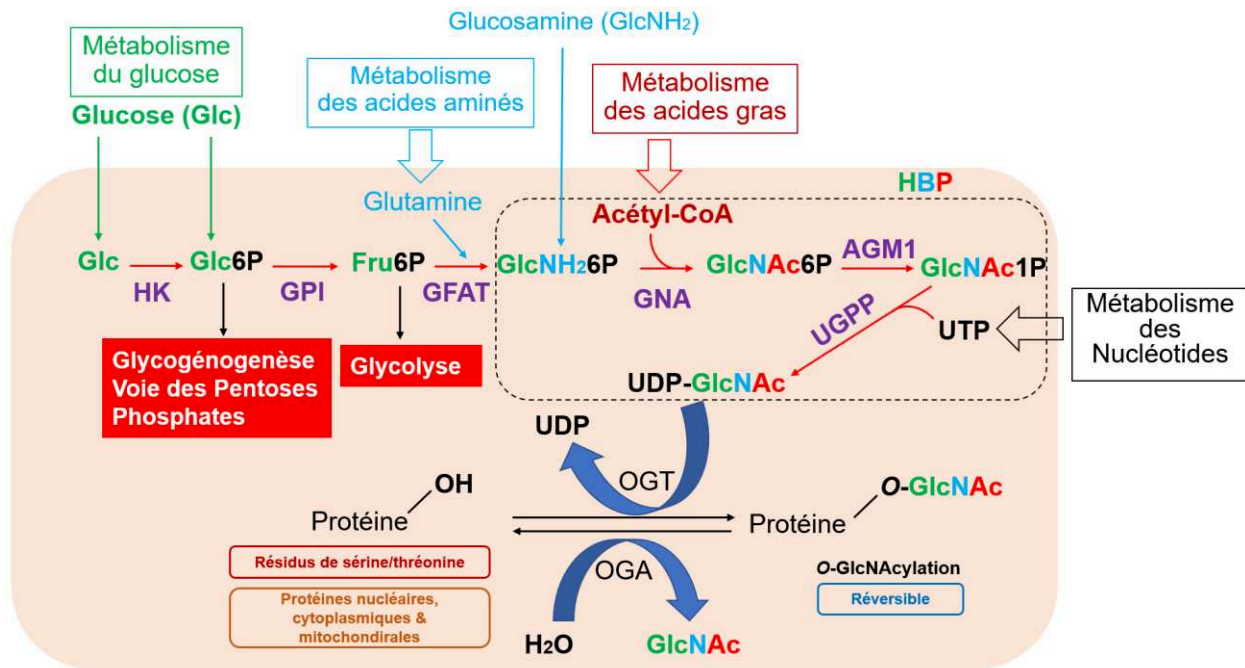 Glucosamine (GlcNH₂)
Métabolisme
du glucose
Glucose (Glc)
Métabolisme
des acides aminés
Métabolisme
des acides gras
HBP
Glutamine
Acétyl-CoA
Glc
HK
Glc6P
GPI
Fru6P
GFAT
GlcNH₂6P
GNA
GlcNAc6P
AGM1
GlcNAc1P
UGPP
UTP
Métabolisme
des
Nucléotides
Glycogénogenèse
Voie des Pentoses
Phosphates
Glycolyse
UDP-GlcNAc
UDP
OGT
OH
Protéine
O-GlcNAc
Protéine
Résidus de sérine/thréonine
Protéines nucléaires,
cytoplasmiques &
mitochondirales
OGA
O-GlcNAcylation
Réversible
H₂O
GlcNAc